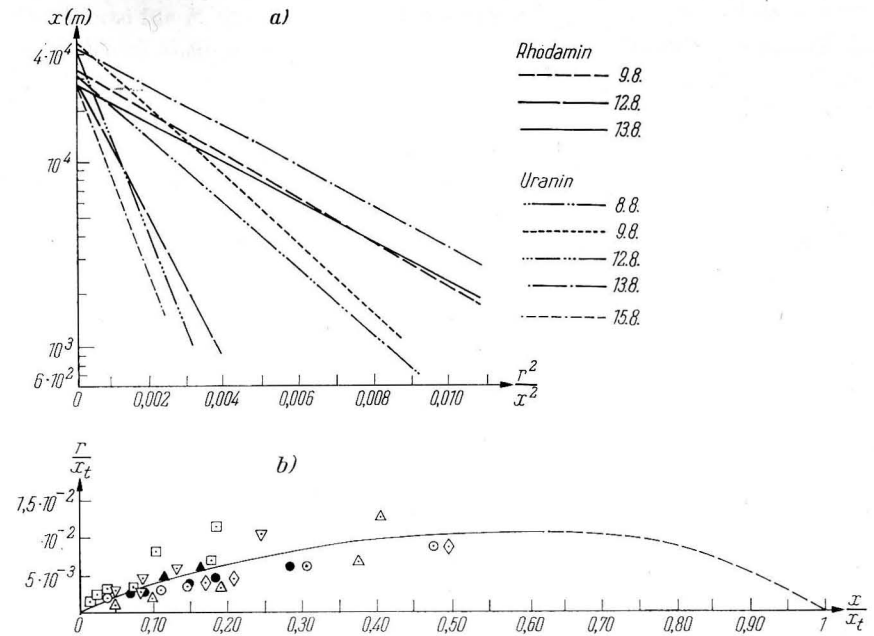 x(m)
a)
4·10⁴
10⁴
10³
6·10²
0 0,002 0,004 0,006 0,008 0,010
r²/x²
Rhodamin
9.8.
12.8.
13.8.
Uranin
8.8.
9.8.
12.8.
13.8.
15.8.
r/xₜ
b)
1,5·10⁻²
10⁻²
5·10⁻³
0 0,10 0,20 0,30 0,40 0,50 0,60 0,70 0,80 0,90 1
x/xₜ